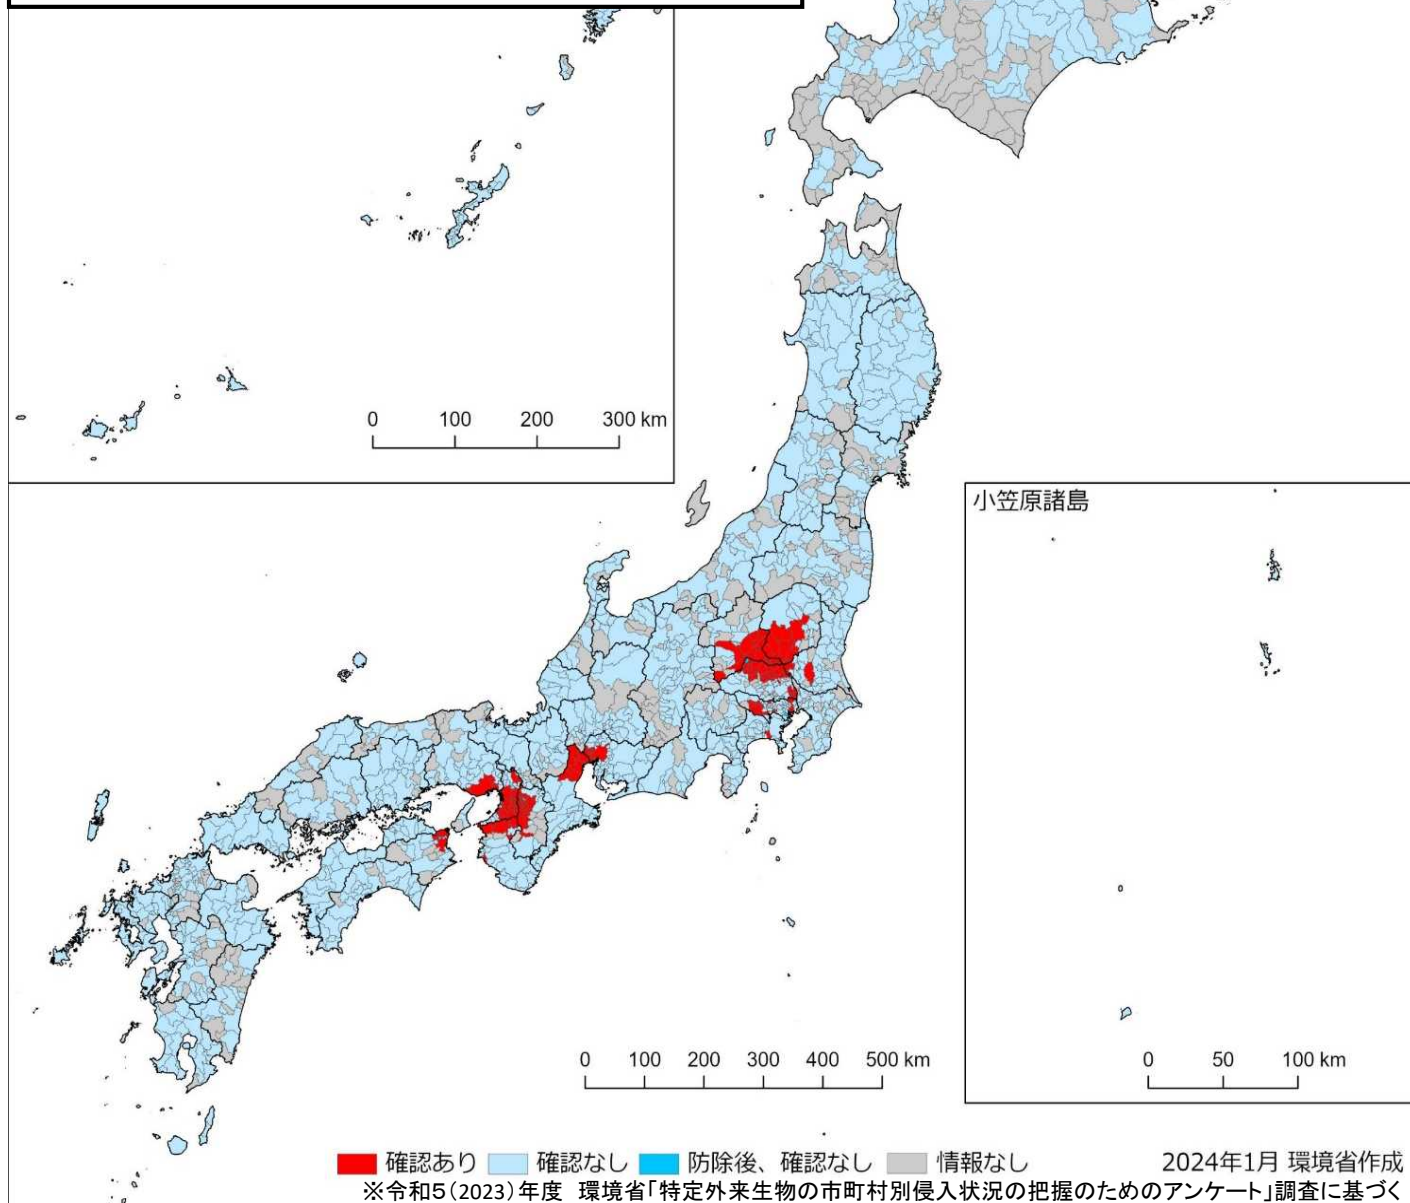 0 100 200 300 km
小笠原諸島
0 100 200 300 400 500 km
0 50 100 km
確認あり 確認なし 防除後、確認なし 情報なし 2024年1月 環境省作成
※令和5(2023)年度 環境省「特定外来生物の市町村別侵入状況の把握のためのアンケート」調査に基づく